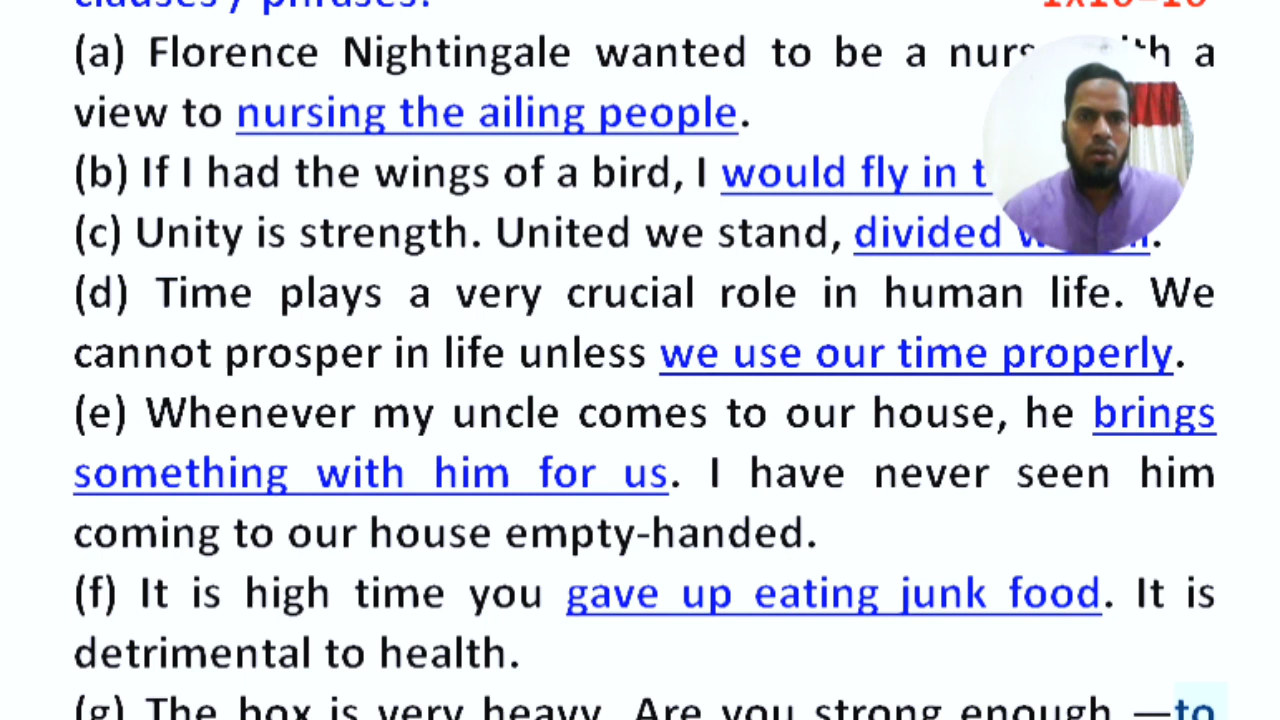 clauses / phrases: 1x10=10
(a) Florence Nightingale wanted to be a a
view to nursing the ailing people.
(b) If I had the wings of a bird, I would fly in
(c) Unity is strength. United we stand, divided
(d) Time plays a very crucial role in human life. We
cannot prosper in life unless we use our time properly.
(e) Whenever my uncle comes to our house, he brings
something with him for us. I have never seen him
coming to our house empty-handed.
(f) It is high time you gave up eating junk food. It is
detrimental to health.
(g) The box is very heavy. Are you strong enough —to